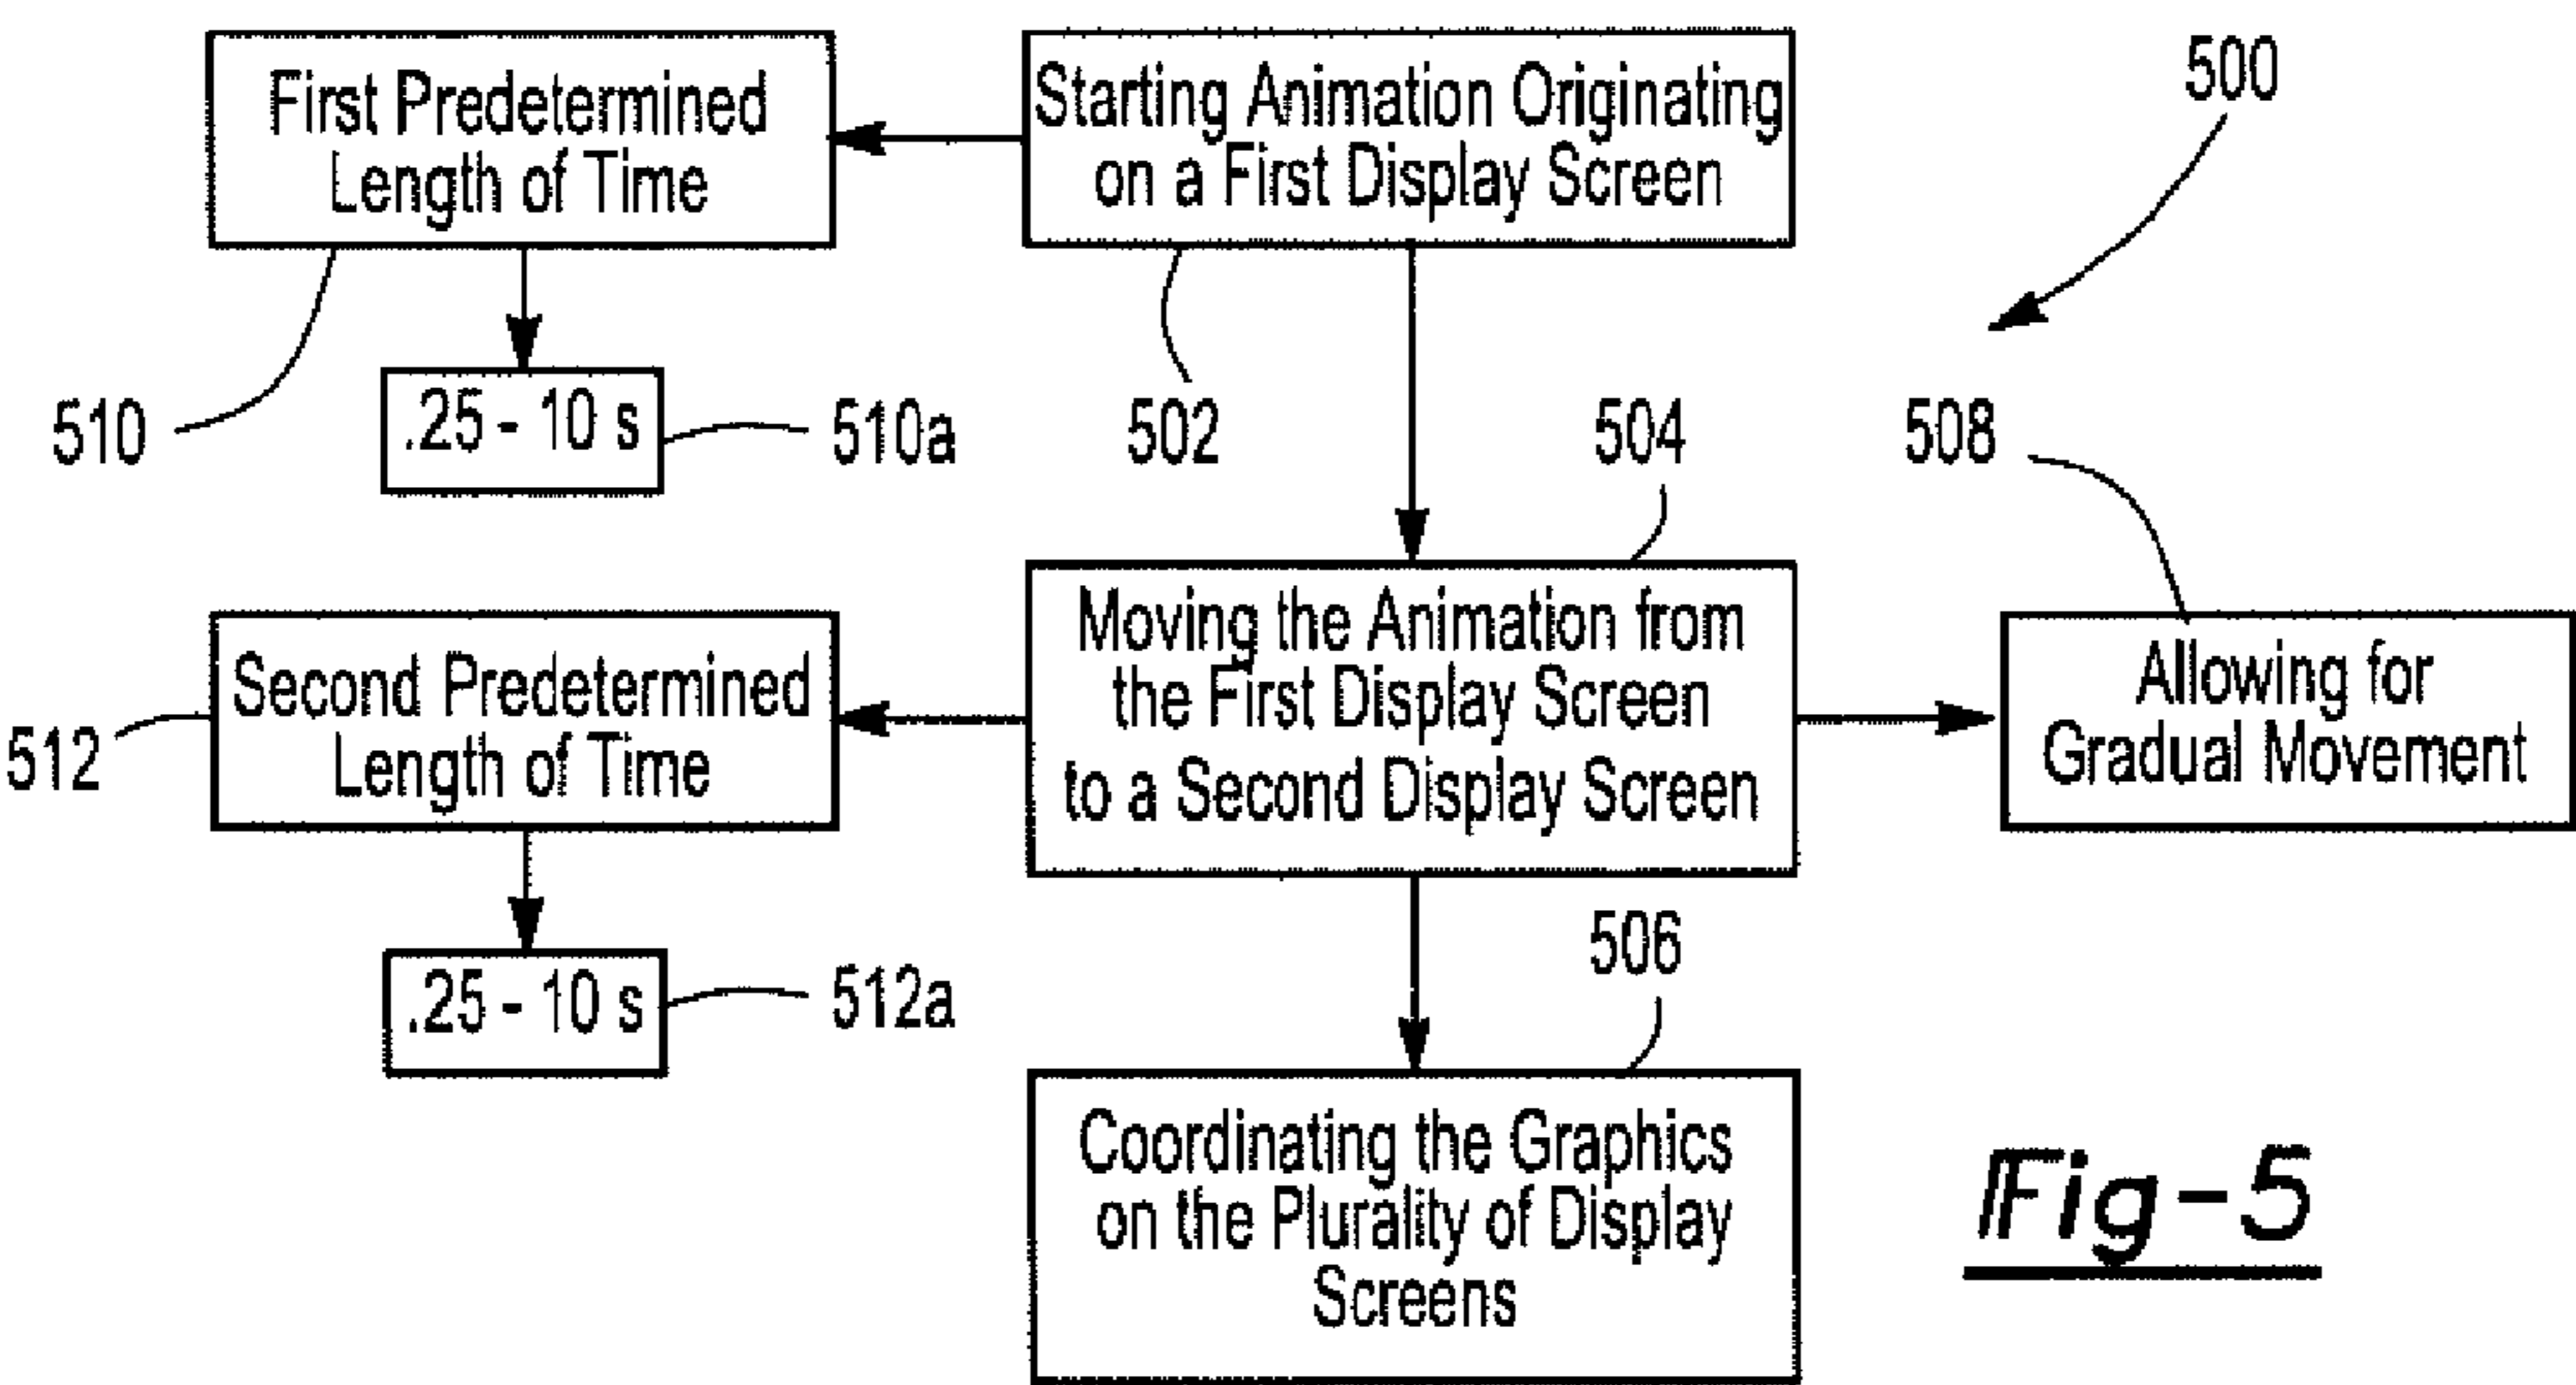 First Predetermined
Length of Time
Starting Animation Originating
on a First Display Screen
500
510
.25 - 10 s
510a
502
504
508
Second Predetermined
Length of Time
512
Moving the Animation from
the First Display Screen
to a Second Display Screen
Allowing for
Gradual Movement
.25 - 10 s
512a
506
Coordinating the Graphics
on the Plurality of Display
Screens
Fig-5